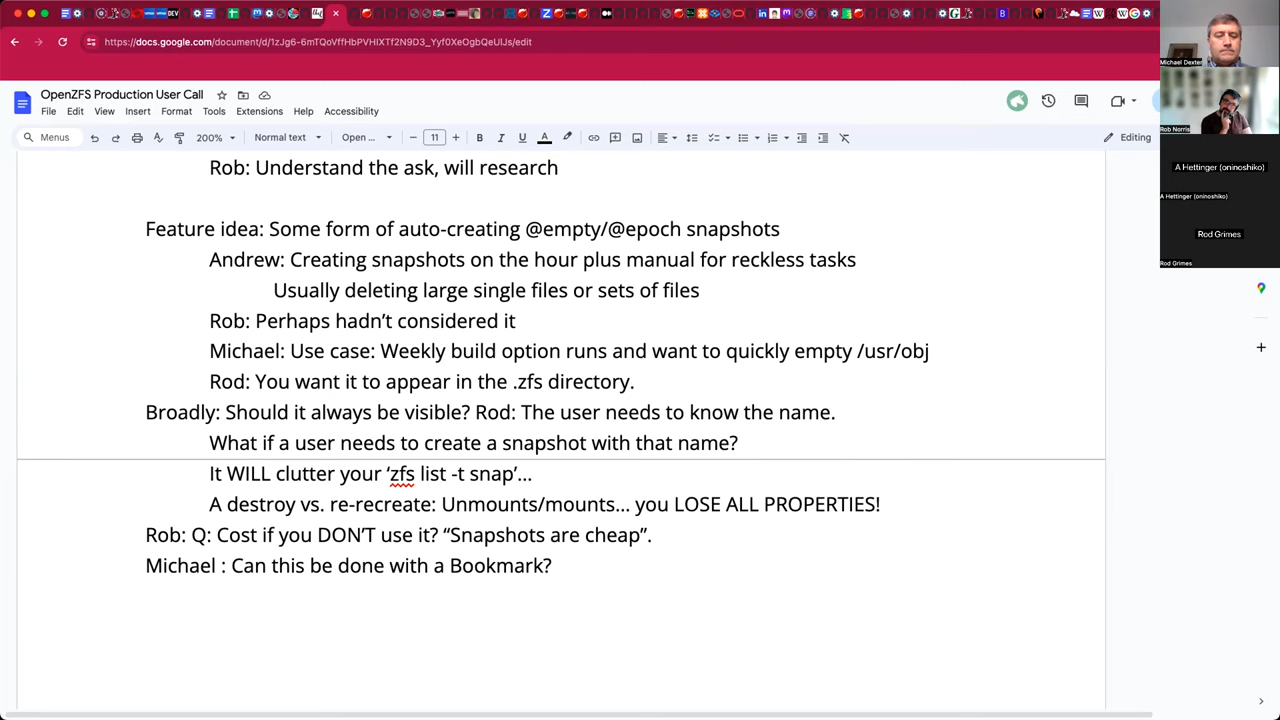 https://docs.google.com/document/d/1zJg6-6mTQoVffHbPVHIXTf2N9D3_Yyf0XeOgbQeUIJs/edit
OpenZFS Production User Call
File Edit View Insert Format Tools Extensions Help Accessibility
Menus 200% Normal text Open ... 11 Editing
Rob: Understand the ask, will research
Feature idea: Some form of auto-creating @empty/@epoch snapshots
Andrew: Creating snapshots on the hour plus manual for reckless tasks
Usually deleting large single files or sets of files
Rob: Perhaps hadn’t considered it
Michael: Use case: Weekly build option runs and want to quickly empty /usr/obj
Rod: You want it to appear in the .zfs directory.
Broadly: Should it always be visible? Rod: The user needs to know the name.
What if a user needs to create a snapshot with that name?
It WILL clutter your ‘zfs list -t snap’...
A destroy vs. re-recreate: Unmounts/mounts... you LOSE ALL PROPERTIES!
Rob: Q: Cost if you DON’T use it? “Snapshots are cheap”.
Michael : Can this be done with a Bookmark?
Michael Dexter
Rob Norris
A Hettinger (oninoshiko)
A Hettinger (oninoshiko)
Rod Grimes
Rod Grimes